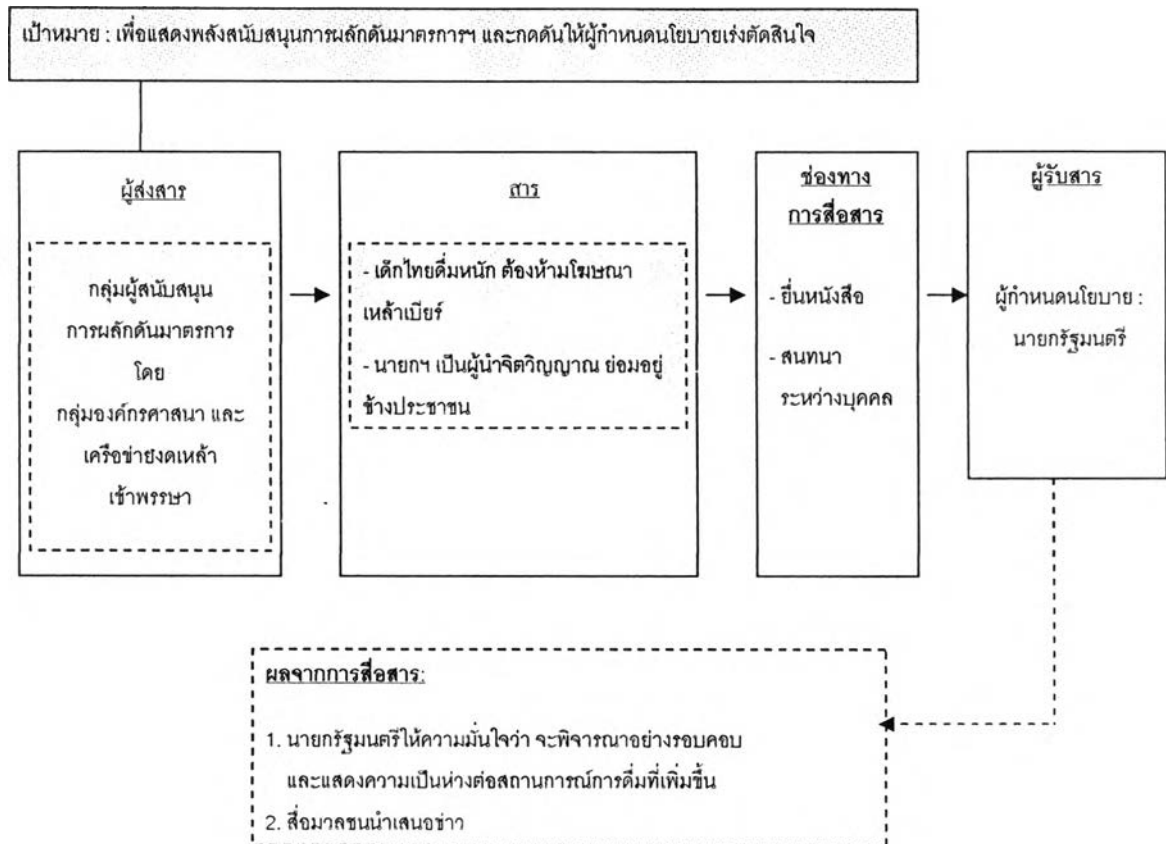 เป้าหมาย : เพื่อแสดงพลังสนับสนุนการผลักดันมาตรการฯ และกดดันให้ผู้กำหนดนโยบายเร่งตัดสินใจ
ผู้ส่งสาร
กลุ่มผู้สนับสนุน
การผลักดันมาตรการ
โดย
กลุ่มองค์กรศาสนา และ
เครือข่ายงดเหล้า
เข้าพรรษา
สาร
- เด็กไทยดื่มหนัก ต้องห้ามโฆษณา
เหล้าเบียร์
- นายกฯ เป็นผู้นำจิตวิญญาณ ย่อมอยู่
ข้างประชาชน
ช่องทาง
การสื่อสาร
- ยื่นหนังสือ
- สนทนา
ระหว่างบุคคล
ผู้รับสาร
ผู้กำหนดนโยบาย :
นายกรัฐมนตรี
ผลจากการสื่อสาร:
1. นายกรัฐมนตรีให้ความมั่นใจว่า จะพิจารณาอย่างรอบคอบ
และแสดงความเป็นห่วงต่อสถานการณ์การดื่มที่เพิ่มขึ้น
2. สื่อมวลชนนำเสนอข่าว